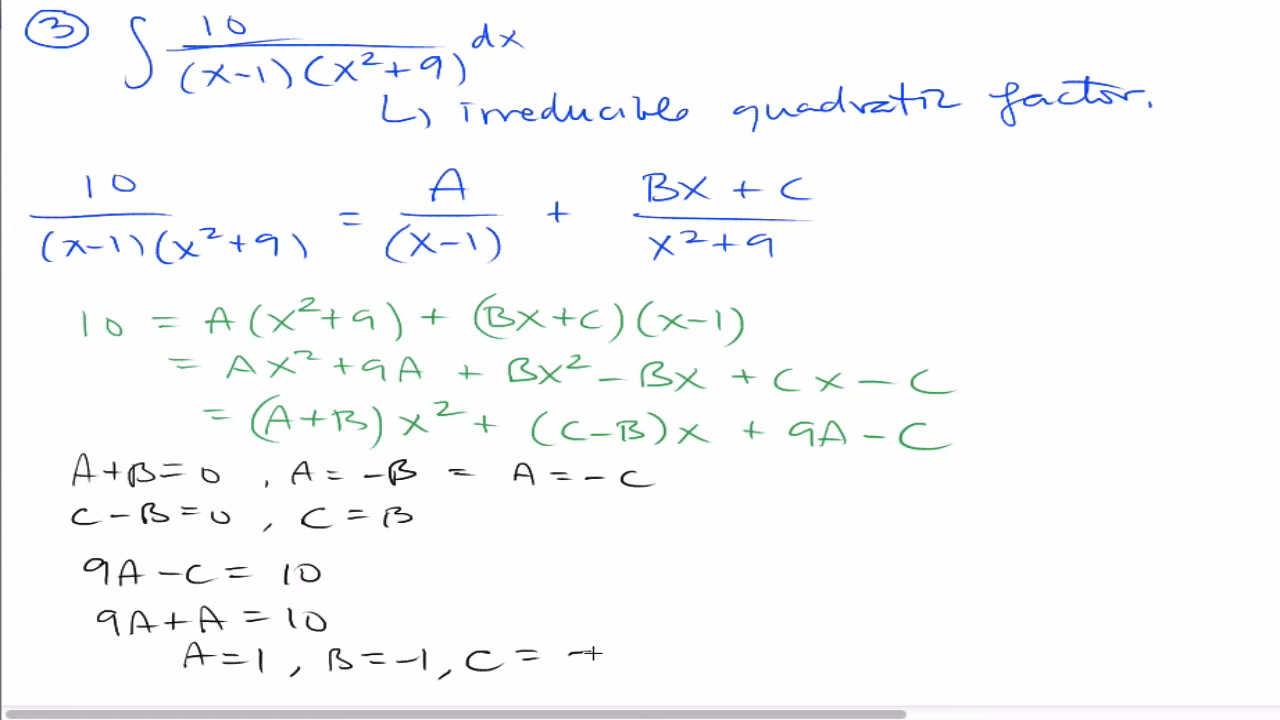 ③ ∫ 10/((x-1)(x²+9)) dx
↳ irreducible quadratic factor.
10/((x-1)(x²+9)) = A/(x-1) + (Bx + C)/(x²+9)
10 = A(x²+9) + (Bx+C)(x-1)
= Ax²+9A + Bx² - Bx + Cx - C
= (A+B)x² + (C-B)x + 9A - C
A+B=0, A=-B = A=-C
C-B=0, C=B
9A-C=10
9A+A=10
A=1, B=-1, C= -